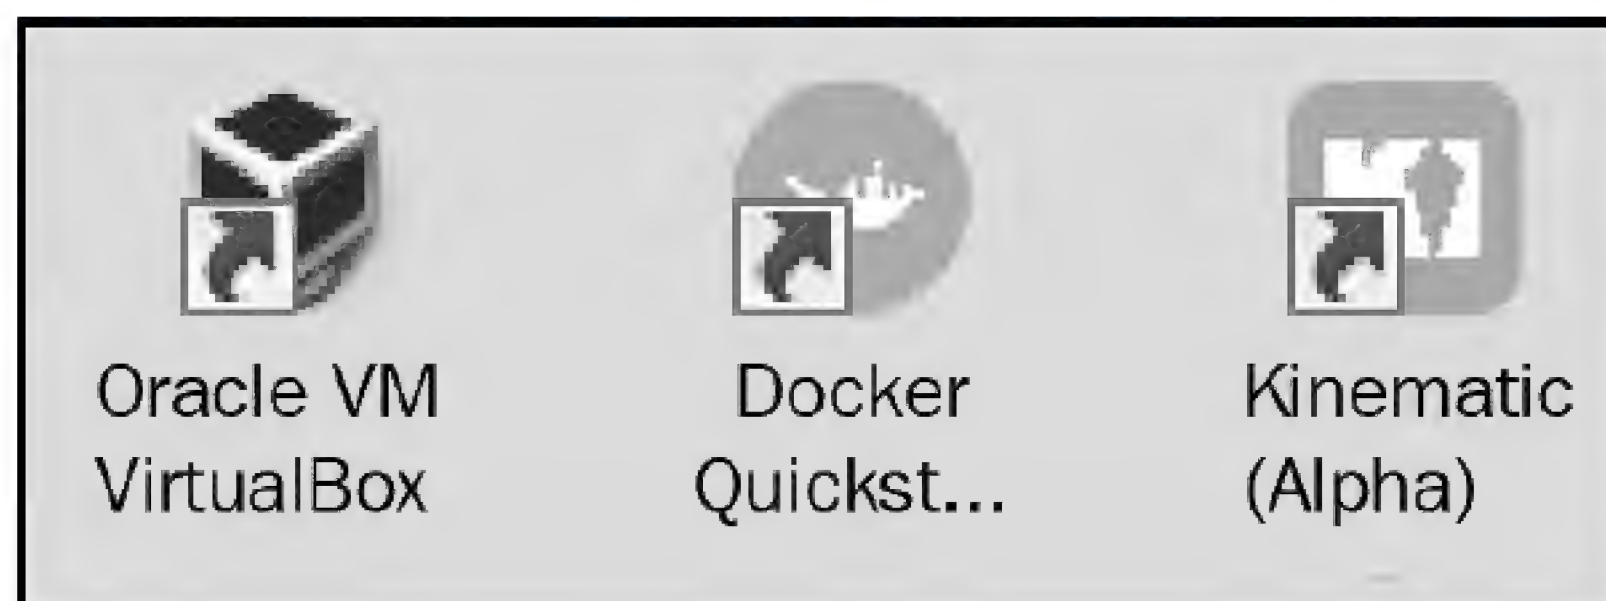 Oracle VM
VirtualBox
Docker
Quickst...
Kinematic
(Alpha)